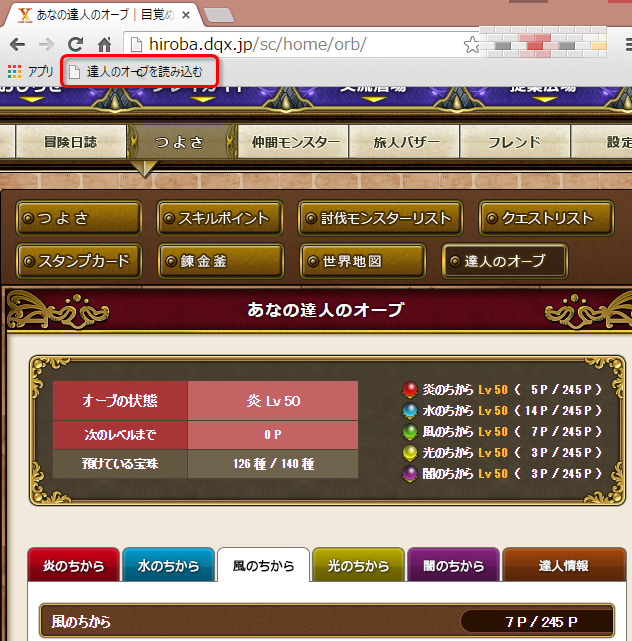 あなの達人のオーブ｜目覚め
hiroba.dqx.jp/sc/home/orb/
アプリ 達人のオーブを読み込む
冒険日誌 つよさ 仲間モンスター 旅人バザー フレンド 設定
つよさ スキルポイント 討伐モンスターリスト クエストリスト
スタンプカード 錬金釜 世界地図 達人のオーブ
あなの達人のオーブ
オーブの状態 炎 Lv 50
次のレベルまで 0 P
預けている宝珠 126 種 / 140 種
炎のちから Lv 50 ( 5 P / 245 P )
水のちから Lv 50 ( 14 P / 245 P )
風のちから Lv 50 ( 7 P / 245 P )
光のちから Lv 50 ( 3 P / 245 P )
闇のちから Lv 50 ( 3 P / 245 P )
炎のちから 水のちから 風のちから 光のちから 闇のちから 達人情報
風のちから 7 P / 245 P